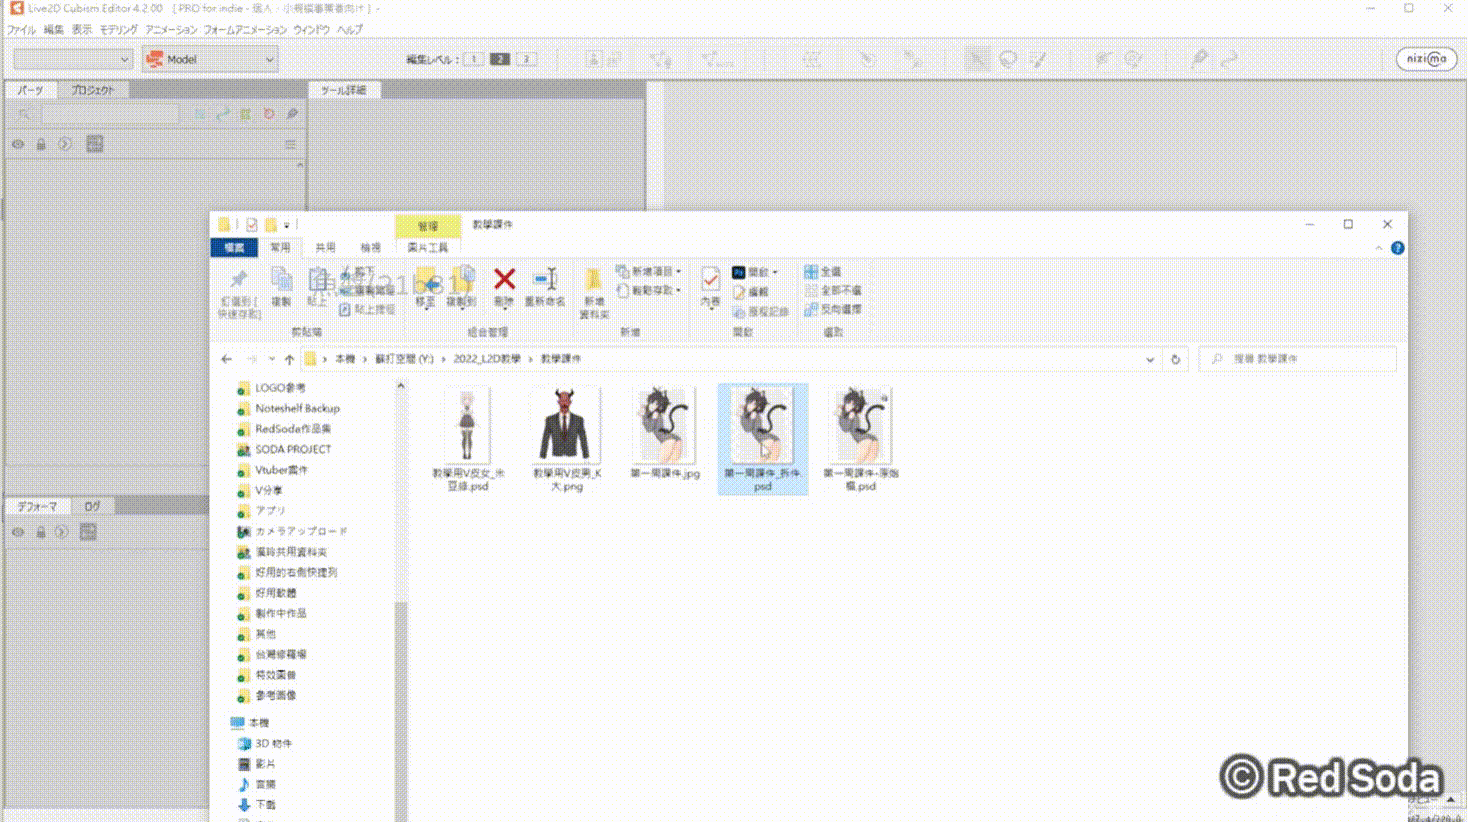 Live2D Cubism Editor 4.2.00 [ PRO for indie - 個人・小規模事業者向け ] -
ファイル 編集 表示 モデリング アニメーション フォームアニメーション ウィンドウ ヘルプ
Model
編集レベル : 1 2 3
nizima
パーツ プロジェクト
ツール詳細
管理 教學課件
檔案 常用 共用 檢視 圖片工具
釘選到 [
快速存取]
複製
貼上
剪下
貼上捷徑
移至
複製到
刪除
重新命名
新增
資料夾
新增項目
輕鬆存取
內容
開啟
編輯
歷程記錄
全選
全部不選
反向選擇
剪貼簿
組合管理
新增
開啟
選取
本機 蘇打空間 (Y:) 2022_L2D教學 教學課件
搜尋 教學課件
LOGO參考
Noteshelf Backup
RedSoda作品集
SODA PROJECT
Vtuber案件
V分享
アプリ
カメラアップロード
共用資料夾
好用的右側快捷列
好用軟體
製作中作品
其他
台灣修羅場
特效圖書
參考圖像
本機
3D 物件
影片
音樂
下載
教學用V皮女_米
豆綠.psd
教學用V皮男_K
大.png
第一周課件.jpg
第一周課件_拆件.
psd
第一周課件-原始
檔.psd
デフォーマ ログ
© Red Soda